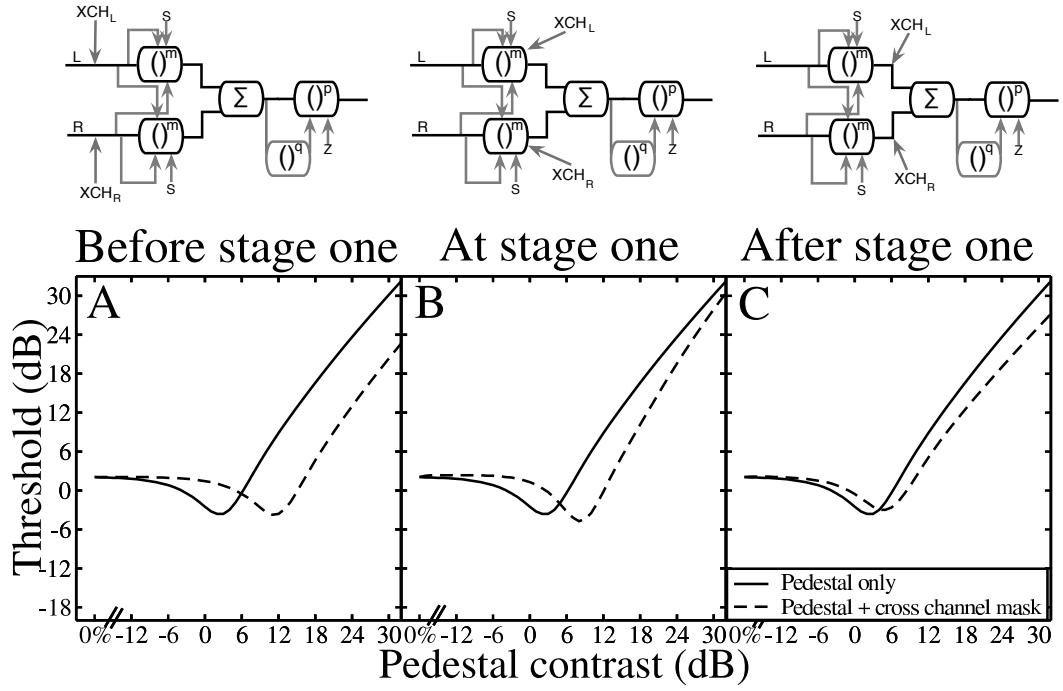 XCH_L
S
L
()^m
Σ
()^p
R
()^m
()^q
Z
S
XCH_R
S
XCH_L
L
()^m
Σ
()^p
R
()^m
()^q
Z
S
XCH_R
S
XCH_L
L
()^m
Σ
()^p
R
()^m
()^q
Z
S
XCH_R
Before stage one
At stage one
After stage one
A
B
C
Threshold (dB)
30
24
18
12
6
0
-6
-12
-18
Pedestal only
Pedestal + cross channel mask
0% -12 -6 0 6 12 18 24 30
0% -12 -6 0 6 12 18 24 30
0% -12 -6 0 6 12 18 24 30
Pedestal contrast (dB)